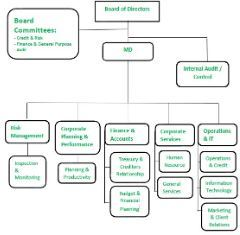 Board of Directors
Board
Committees:
- Credit & Risk
- Finance & General Purpose
Audit
MD
Internal Audit /
Control
Risk
Management
Corporate
Planning &
Performance
Finance &
Accounts
Corporate
Services
Operations
& IT
Inspection
&
Monitoring
Planning &
Productivity
Treasury &
Creditors
Relationship
Budget &
Financial
Planning
Human
Resource
General
Services
Operations
& Credit
Information
Technology
Marketing
& Client
Relations